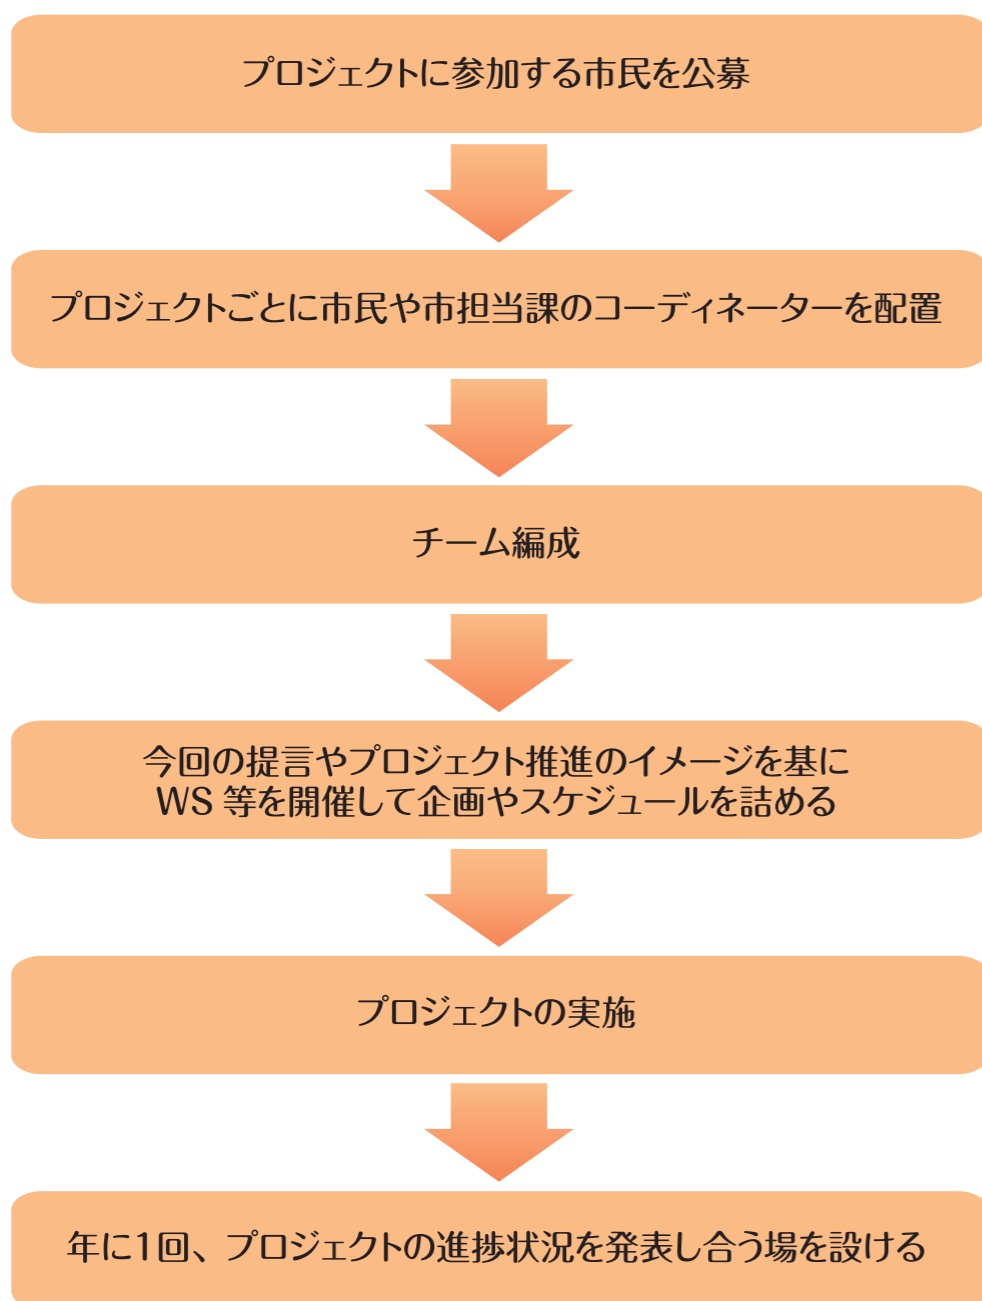 プロジェクトに参加する市民を公募
プロジェクトごとに市民や市担当課のコーディネーターを配置
チーム編成
今回の提言やプロジェクト推進のイメージを基に
WS 等を開催して企画やスケジュールを詰める
プロジェクトの実施
年に1回、プロジェクトの進捗状況を発表し合う場を設ける